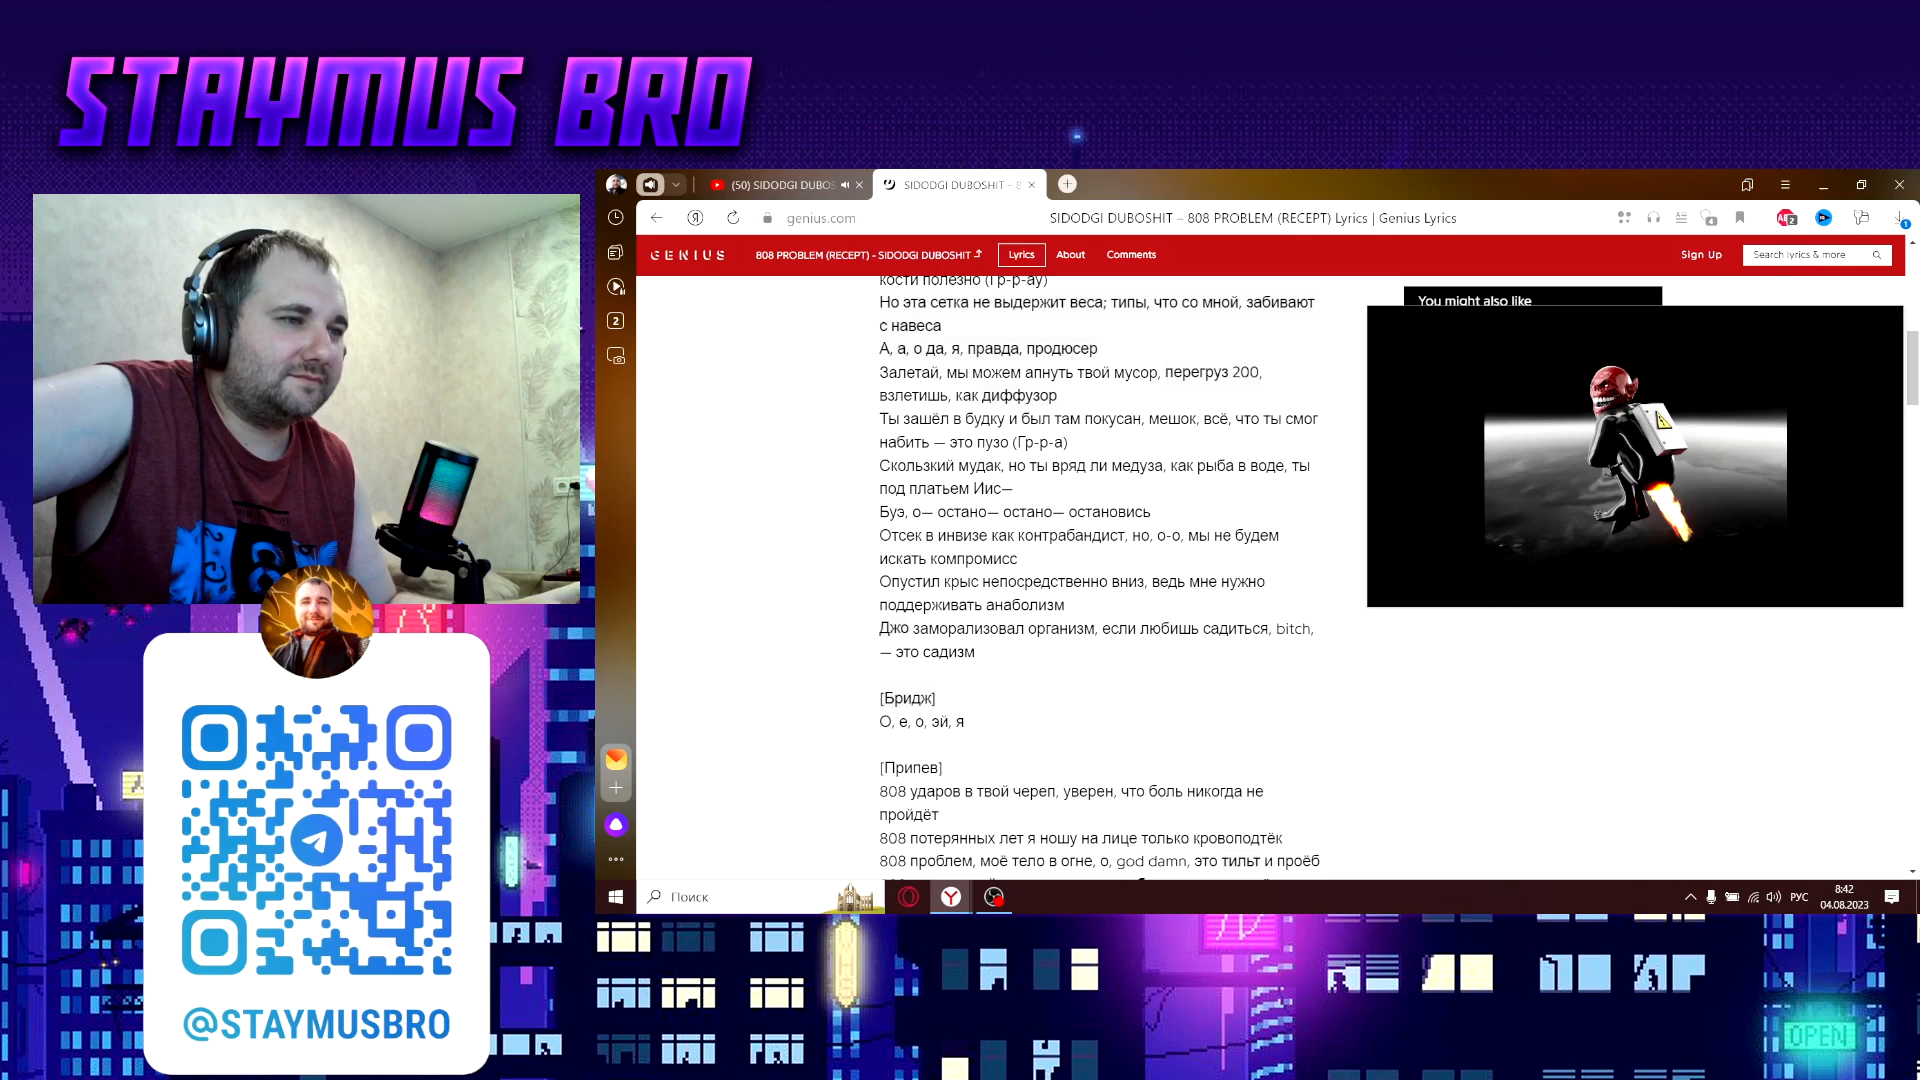 STAYMUS BRO
(50) SIDODGI DUBOS
SIDODGI DUBOSHIT –
genius.com
SIDODGI DUBOSHIT – 808 PROBLEM (RECEPT) Lyrics | Genius Lyrics
GENIUS
808 PROBLEM (RECEPT) - SIDODGI DUBOSHIT
Lyrics
About
Comments
Sign Up
Search lyrics & more
кости полезно (Гр-р-ау)
Но эта сетка не выдержит веса; типы, что со мной, забивают
с навеса
А, а, о да, я, правда, продюсер
Залетай, мы можем апнуть твой мусор, перегруз 200,
взлетишь, как диффузор
Ты зашёл в будку и был там покусан, мешок, всё, что ты смог
набить — это пузо (Гр-р-а)
Скользкий мудак, но ты вряд ли медуза, как рыба в воде, ты
под платьем Иис—
Буэ, о— остано— остано— остановись
Отсек в инвизе как контрабандист, но, о-о, мы не будем
искать компромисс
Опустил крыс непосредственно вниз, ведь мне нужно
поддерживать анаболизм
Джо заморализовал организм, если любишь садиться, bitch,
— это садизм
[Бридж]
О, е, о, эй, я
[Припев]
808 ударов в твой череп, уверен, что боль никогда не
пройдёт
808 потерянных лет я ношу на лице только кровоподтёк
808 проблем, моё тело в огне, о, god damn, это тильт и проёб
You might also like
2
Поиск
РУС
8:42
04.08.2023
@STAYMUSBRO
OPEN